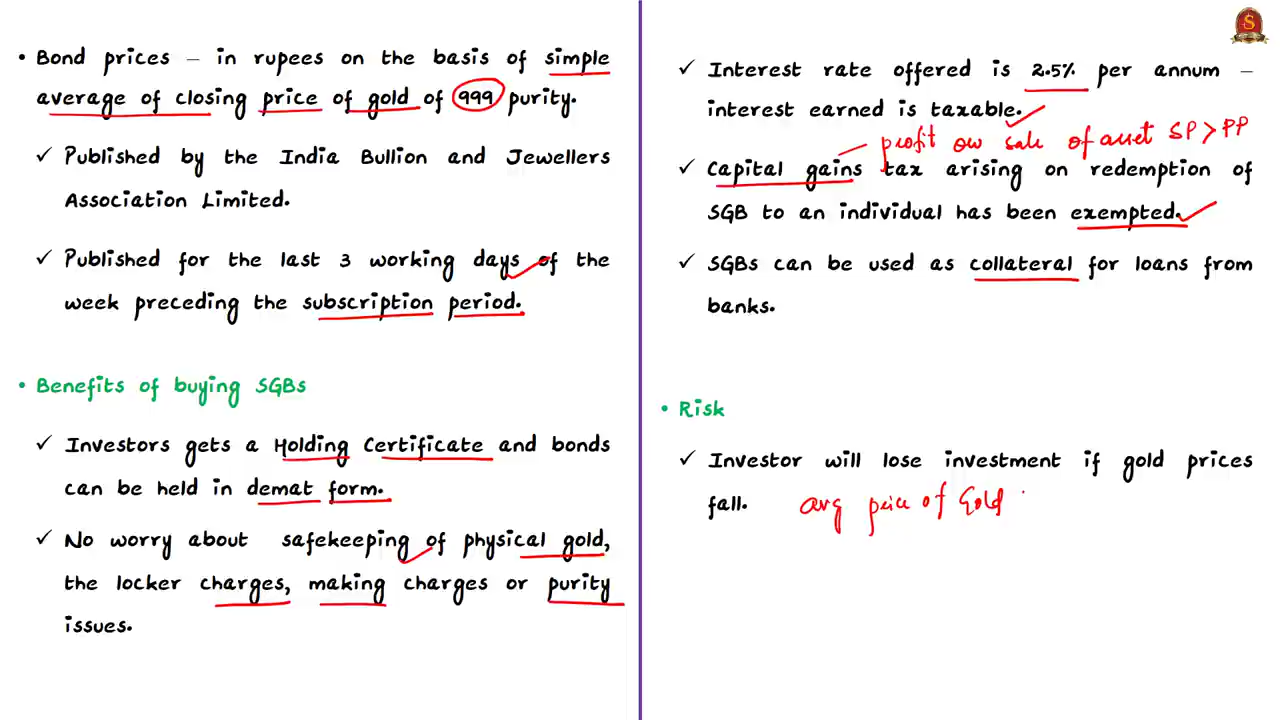 • Bond prices – in rupees on the basis of simple
average of closing price of gold of 999 purity.
✓ Published by the India Bullion and Jewellers
Association Limited.
✓ Published for the last 3 working days of the
week preceding the subscription period.
• Benefits of buying SGBs
✓ Investors gets a Holding Certificate and bonds
can be held in demat form.
✓ No worry about safekeeping of physical gold,
the locker charges, making charges or purity
issues.
✓ Interest rate offered is 2.5% per annum –
interest earned is taxable.
profit on sale of asset SP > PP
✓ Capital gains tax arising on redemption of
SGB to an individual has been exempted.
✓ SGBs can be used as collateral for loans from
banks.
• Risk
✓ Investor will lose investment if gold prices
fall. avg price of Gold
S